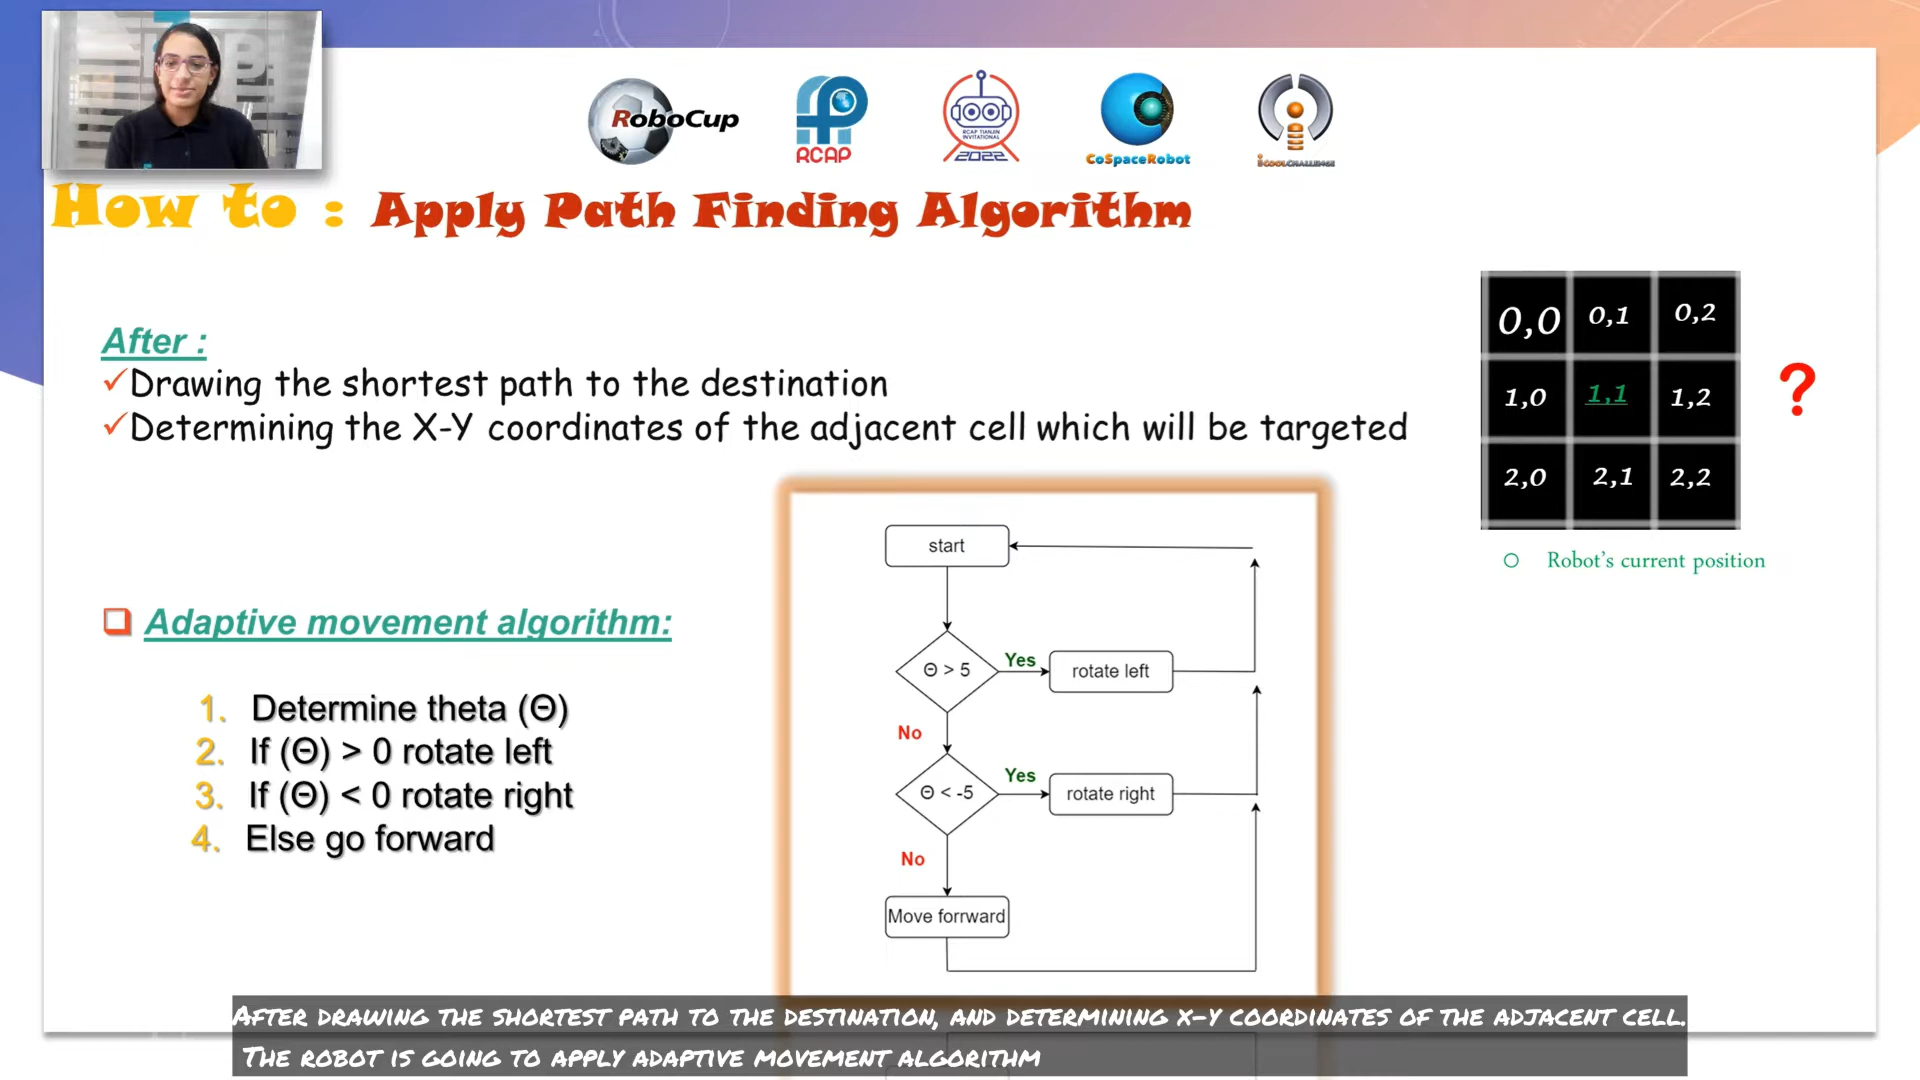 RoboCup
RCAP
RCAP TIANJIN
INVITATIONAL
2022
CoSpaceRobot
iCOOLCHALLENGE
How to : Apply Path Finding Algorithm
After :
✓Drawing the shortest path to the destination
✓Determining the X-Y coordinates of the adjacent cell which will be targeted
0,0 0,1 0,2
1,0 1,1 1,2
2,0 2,1 2,2
?
Robot's current position
Adaptive movement algorithm:
1. Determine theta (Θ)
2. If (Θ) > 0 rotate left
3. If (Θ) < 0 rotate right
4. Else go forward
start
Θ > 5
Yes
rotate left
No
Θ < -5
Yes
rotate right
No
Move forrward
After drawing the shortest path to the destination, and determining x-y coordinates of the adjacent cell.
The robot is going to apply adaptive movement algorithm